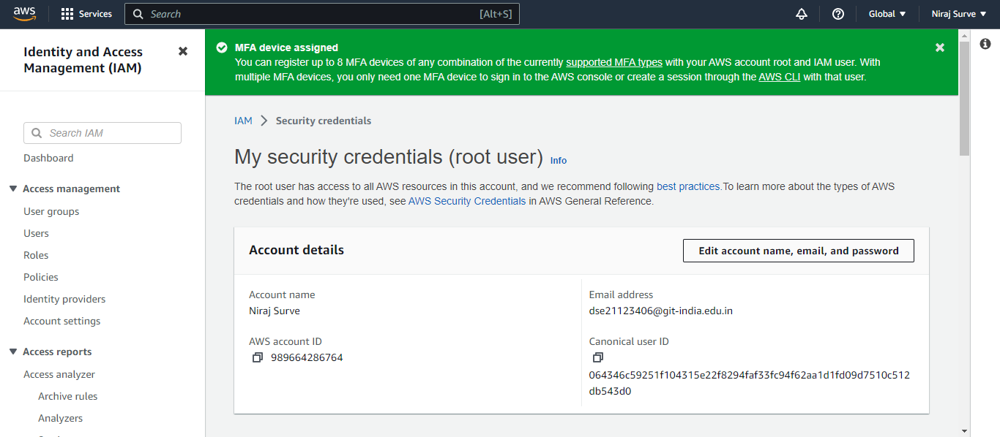 aws
Services
Search
[Alt+S]
Global
Niraj Surve
Identity and Access
Management (IAM)
Search IAM
Dashboard
Access management
User groups
Users
Roles
Policies
Identity providers
Account settings
Access reports
Access analyzer
Archive rules
Analyzers
MFA device assigned
You can register up to 8 MFA devices of any combination of the currently supported MFA types with your AWS account root and IAM user. With
multiple MFA devices, you only need one MFA device to sign in to the AWS console or create a session through the AWS CLI with that user.
IAM > Security credentials
My security credentials (root user) Info
The root user has access to all AWS resources in this account, and we recommend following best practices.To learn more about the types of AWS
credentials and how they're used, see AWS Security Credentials in AWS General Reference.
Account details
Edit account name, email, and password
Account name
Niraj Surve
AWS account ID
989664286764
Email address
dse21123406@git-india.edu.in
Canonical user ID
064346c59251f104315e22f8294faf33fc94f62aa1d1fd09d7510c512
db543d0